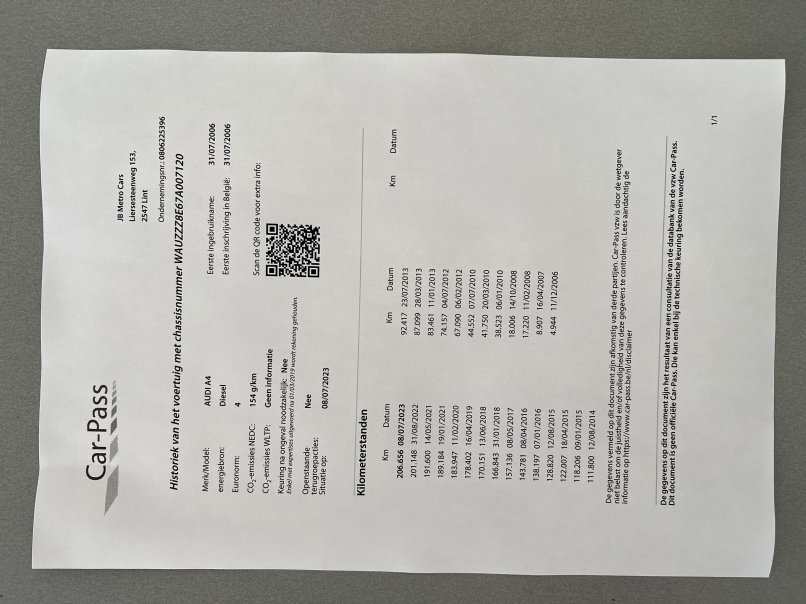 Car-Pass
JB Metro Cars
Liersesteenweg 153,
2547 Lint
Ondernemingsnr.: 0806225396
Historiek van het voertuig met chassisnummer WAUZZZ8E67A007120
Merk/Model: AUDI A4
energiebron: Diesel
Euronorm: 4
CO2-emissies NEDC: 154 g/km
CO2-emissies WLTP: Geen informatie
Keuring na ongeval noodzakelijk: Nee
Enkel met expertises uitgevoerd na 01/03/2019 wordt rekening gehouden.
Openstaande terugroepacties: Nee
Situatie op: 08/07/2023
Eerste ingebruikname: 31/07/2006
Eerste inschrijving in België: 31/07/2006
Scan de QR code voor extra info:
Kilometerstanden
Km Datum
206.656 08/07/2023
201.148 31/08/2022
191.600 14/05/2021
189.184 19/01/2021
183.947 11/02/2020
178.402 16/04/2019
170.151 13/06/2018
166.843 31/01/2018
157.136 08/05/2017
143.781 08/04/2016
138.197 07/01/2016
128.820 12/08/2015
122.007 18/04/2015
118.206 09/01/2015
111.800 12/08/2014
Km Datum
92.417 23/07/2013
87.099 28/03/2013
83.461 11/01/2013
74.157 04/07/2012
67.090 06/02/2012
44.552 07/07/2010
41.750 20/03/2010
38.523 06/01/2010
18.006 14/10/2008
17.220 11/02/2008
8.907 16/04/2007
4.944 11/12/2006
Km Datum
De gegevens vermeld op dit document zijn afkomstig van derde partijen. Car-Pass vzw is door de wetgever
niet belast om de juistheid en/of volledigheid van deze gegevens te controleren. Lees aandachtig de
informatie op https://www.car-pass.be/nl/disclaimer
De gegevens op dit document zijn het resultaat van een consultatie van de databank van de vzw Car-Pass.
Dit document is geen officiële Car-Pass. Die kan enkel bij de technische keuring bekomen worden.
1/1